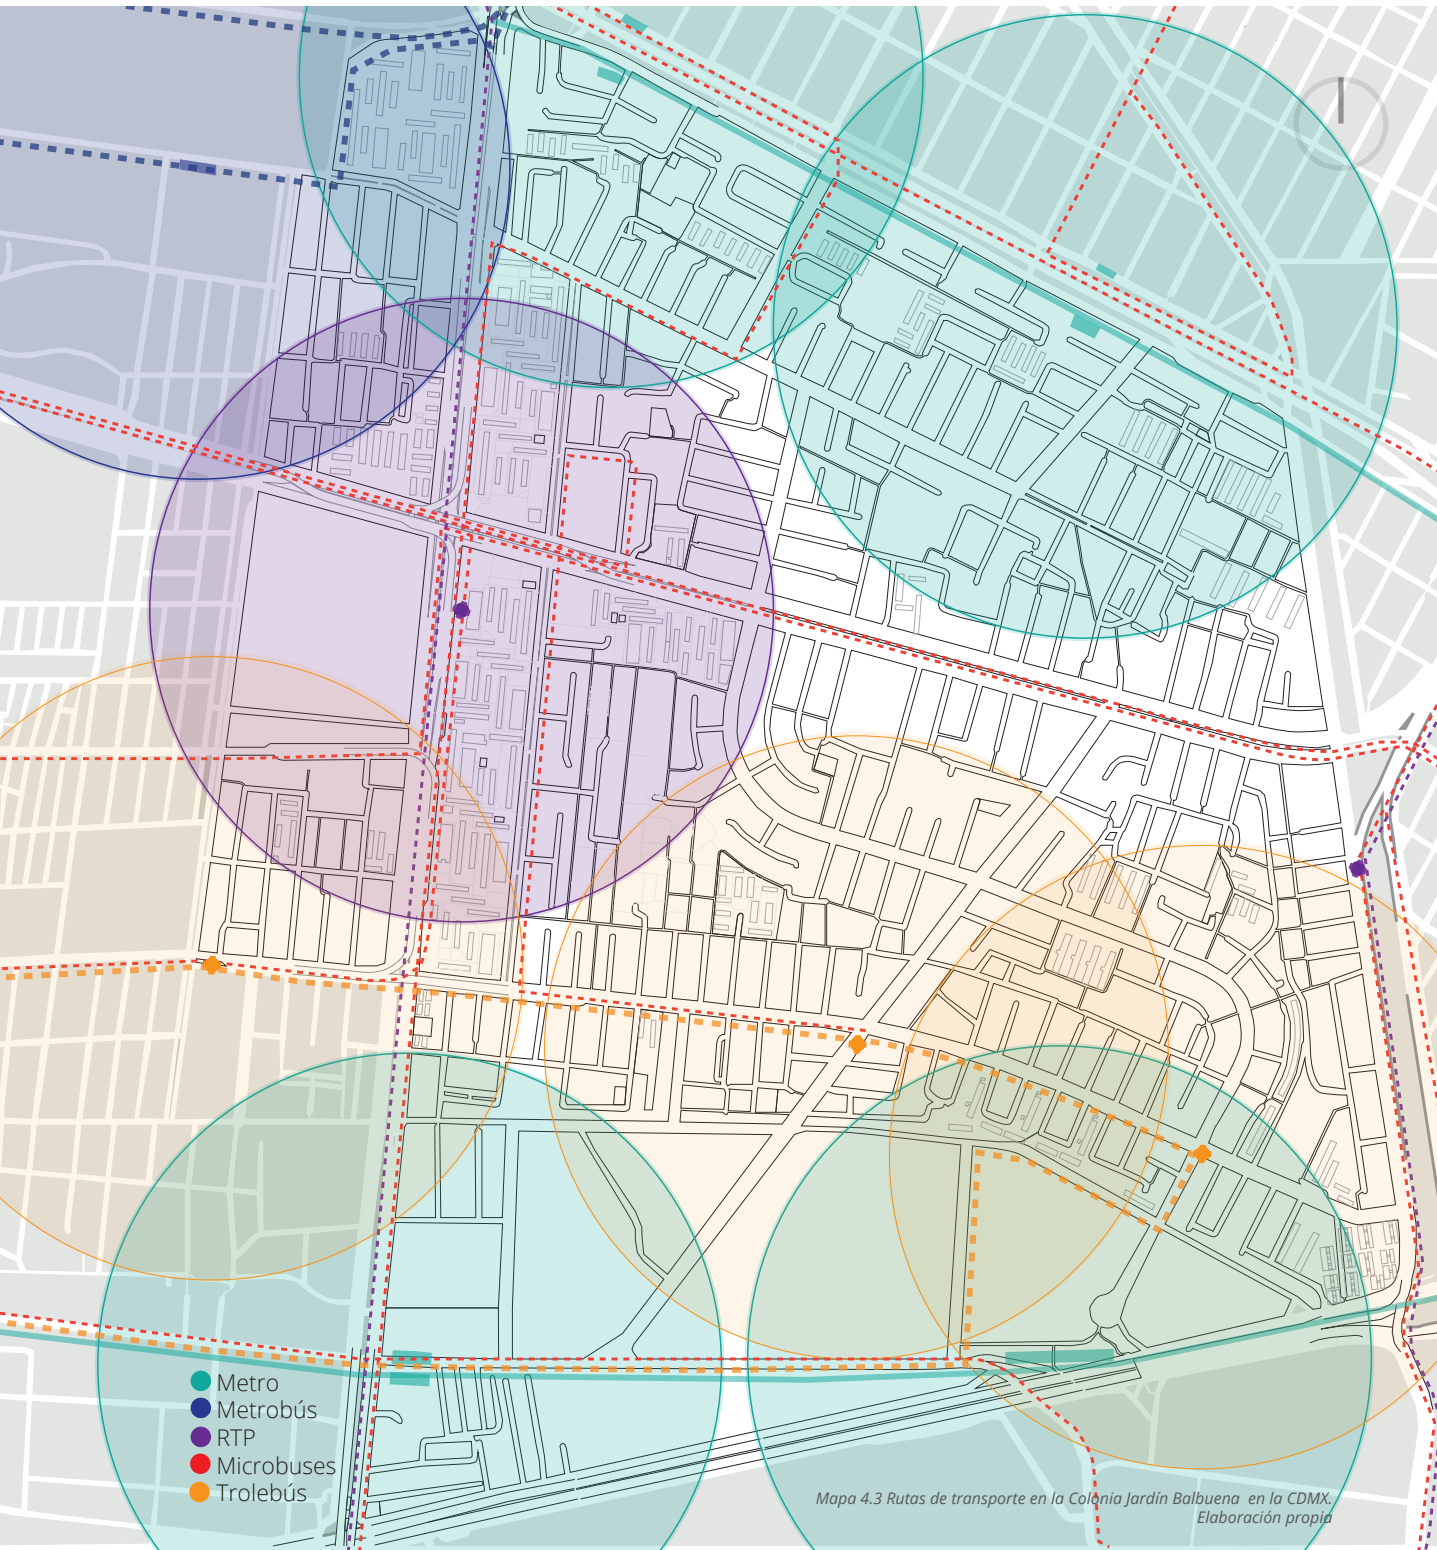 Metro
Metrobús
RTP
Microbuses
Trolebús
Mapa 4.3 Rutas de transporte en la Colonia Jardín Balbuena en la CDMX.
Elaboración propia